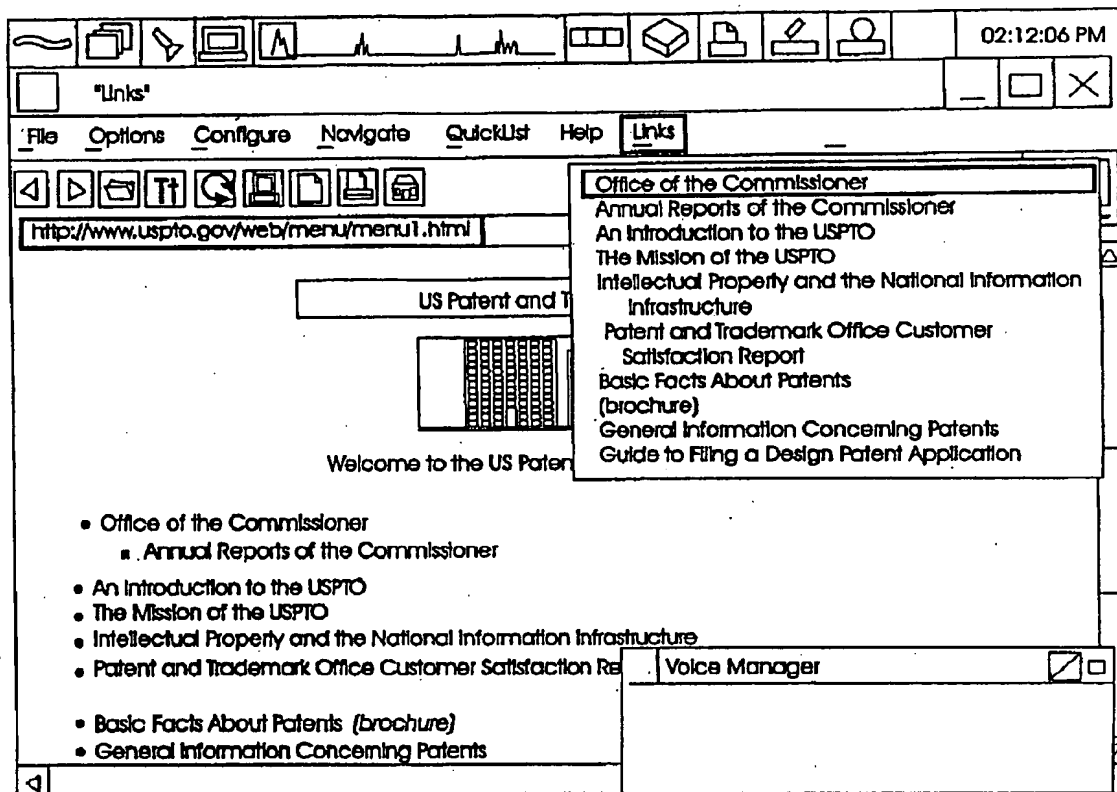 02:12:06 PM
"Links"
File Options Configure Navigate QuickList Help Links
Tt
http://www.uspto.gov/web/menu/menu1.html
Office of the Commissioner
Annual Reports of the Commissioner
An Introduction to the USPTO
THe Mission of the USPTO
Intellectual Property and the National Information
Infrastructure
Patent and Trademark Office Customer
Satisfaction Report
Basic Facts About Patents
(brochure)
General Information Concerning Patents
Guide to Filing a Design Patent Application
US Patent and T
Welcome to the US Paten
• Office of the Commissioner
▪ Annual Reports of the Commissioner
• An Introduction to the USPTO
• The Mission of the USPTO
• Intellectual Property and the National Information Infrastructure
• Patent and Trademark Office Customer Satisfaction Re
• Basic Facts About Patents (brochure)
• General Information Concerning Patents
Voice Manager